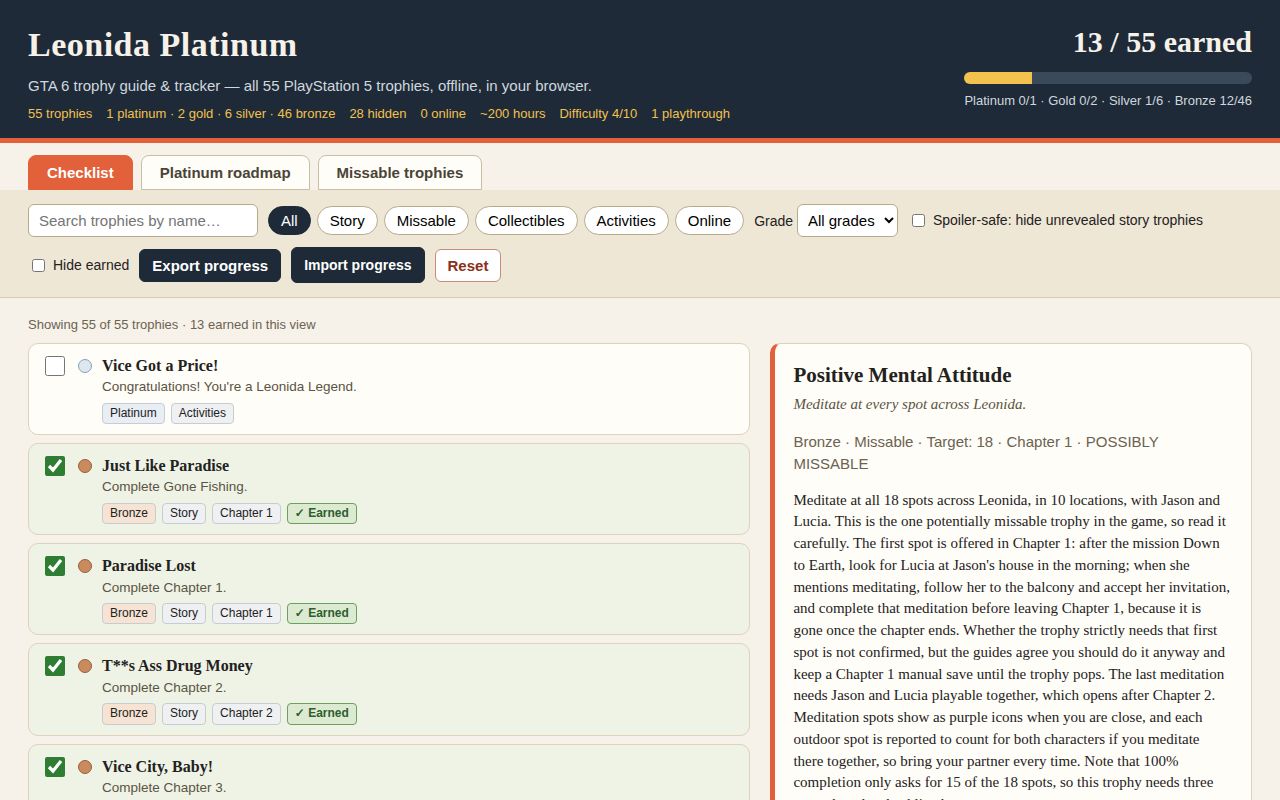 Leonida Platinum
GTA 6 trophy guide & tracker — all 55 PlayStation 5 trophies, offline, in your browser.
55 trophies 1 platinum · 2 gold · 6 silver · 46 bronze 28 hidden 0 online ~200 hours Difficulty 4/10 1 playthrough
13 / 55 earned
Platinum 0/1 · Gold 0/2 · Silver 1/6 · Bronze 12/46
Checklist Platinum roadmap Missable trophies
Search trophies by name… All Story Missable Collectibles Activities Online Grade All grades Spoiler-safe: hide unrevealed story trophies
Hide earned Export progress Import progress Reset
Showing 55 of 55 trophies · 13 earned in this view
Vice Got a Price!
Congratulations! You're a Leonida Legend.
Platinum Activities
Just Like Paradise
Complete Gone Fishing.
Bronze Story Chapter 1 ✓ Earned
Paradise Lost
Complete Chapter 1.
Bronze Story Chapter 1 ✓ Earned
T**s Ass Drug Money
Complete Chapter 2.
Bronze Story Chapter 2 ✓ Earned
Vice City, Baby!
Complete Chapter 3.
Positive Mental Attitude
Meditate at every spot across Leonida.
Bronze · Missable · Target: 18 · Chapter 1 · POSSIBLY
MISSABLE
Meditate at all 18 spots across Leonida, in 10 locations, with Jason and
Lucia. This is the one potentially missable trophy in the game, so read it
carefully. The first spot is offered in Chapter 1: after the mission Down
to Earth, look for Lucia at Jason's house in the morning; when she
mentions meditating, follow her to the balcony and accept her invitation,
and complete that meditation before leaving Chapter 1, because it is
gone once the chapter ends. Whether the trophy strictly needs that first
spot is not confirmed, but the guides agree you should do it anyway and
keep a Chapter 1 manual save until the trophy pops. The last meditation
needs Jason and Lucia playable together, which opens after Chapter 2.
Meditation spots show as purple icons when you are close, and each
outdoor spot is reported to count for both characters if you meditate
there together, so bring your partner every time. Note that 100%
completion only asks for 15 of the 18 spots, so this trophy needs three